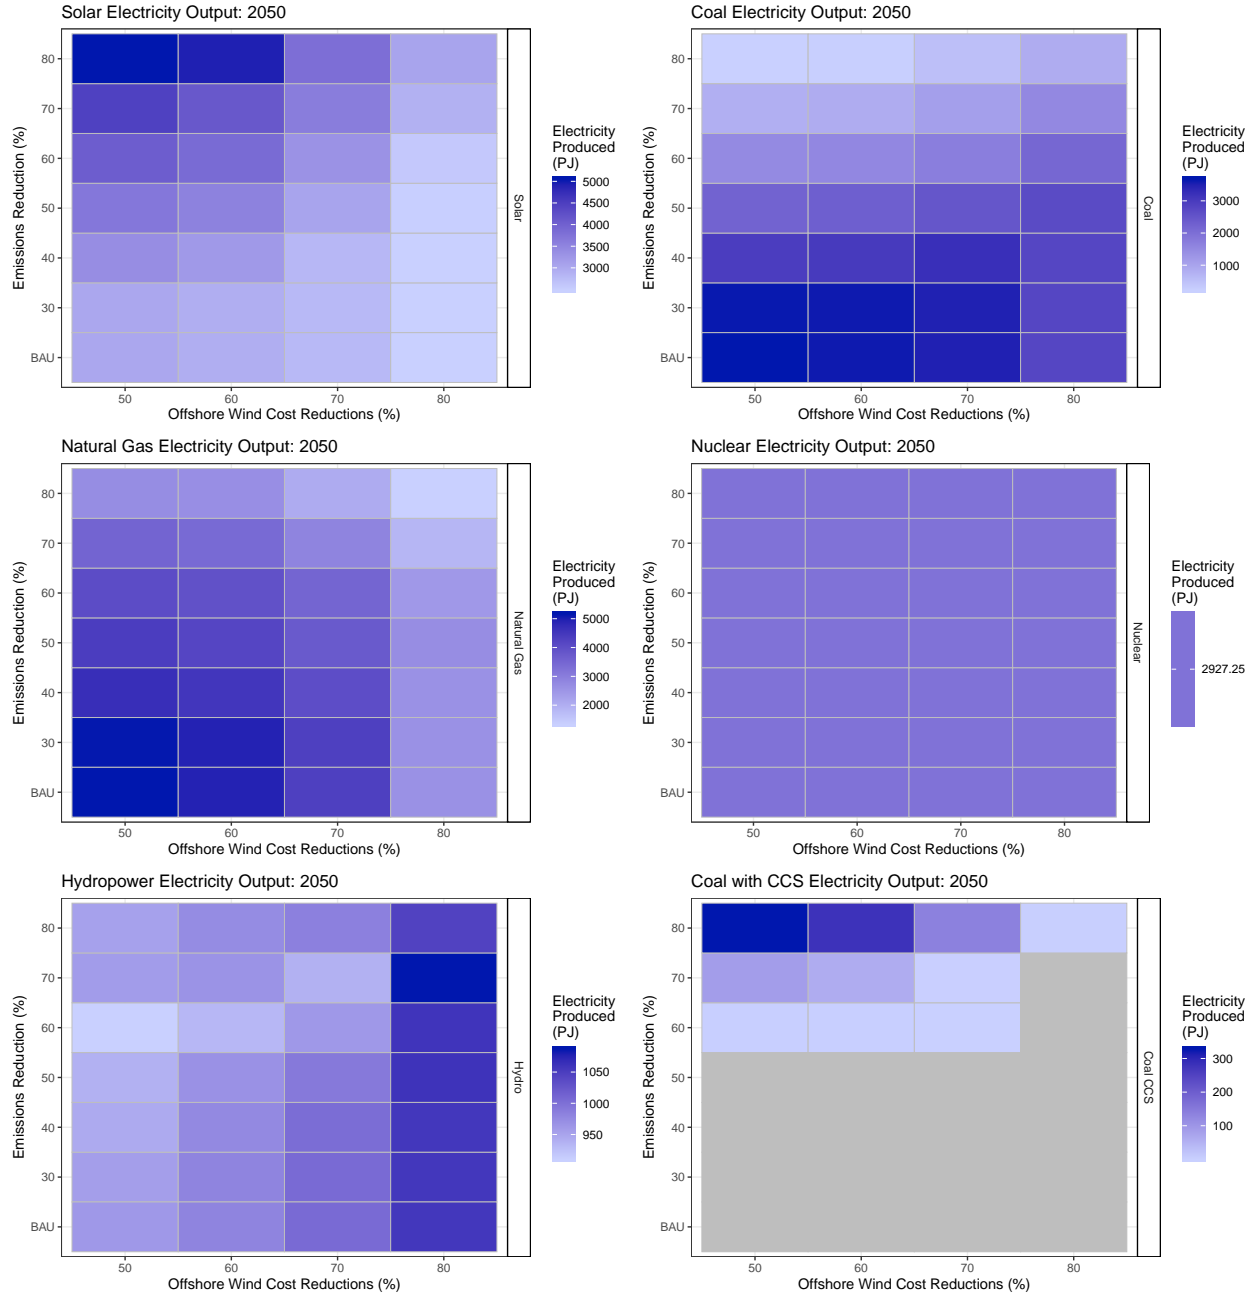 Solar Electricity Output: 2050
Emissions Reduction (%)
80
70
60
50
40
30
BAU
50
60
70
80
Offshore Wind Cost Reductions (%)
Solar
Electricity
Produced
(PJ)
5000
4500
4000
3500
3000
Coal Electricity Output: 2050
Emissions Reduction (%)
80
70
60
50
40
30
BAU
50
60
70
80
Offshore Wind Cost Reductions (%)
Coal
Electricity
Produced
(PJ)
3000
2000
1000
Natural Gas Electricity Output: 2050
Emissions Reduction (%)
80
70
60
50
40
30
BAU
50
60
70
80
Offshore Wind Cost Reductions (%)
Natural Gas
Electricity
Produced
(PJ)
5000
4000
3000
2000
Nuclear Electricity Output: 2050
Emissions Reduction (%)
80
70
60
50
40
30
BAU
50
60
70
80
Offshore Wind Cost Reductions (%)
Nuclear
Electricity
Produced
(PJ)
2927.25
Hydropower Electricity Output: 2050
Emissions Reduction (%)
80
70
60
50
40
30
BAU
50
60
70
80
Offshore Wind Cost Reductions (%)
Hydro
Electricity
Produced
(PJ)
1050
1000
950
Coal with CCS Electricity Output: 2050
Emissions Reduction (%)
80
70
60
50
40
30
BAU
50
60
70
80
Offshore Wind Cost Reductions (%)
Coal CCS
Electricity
Produced
(PJ)
300
200
100